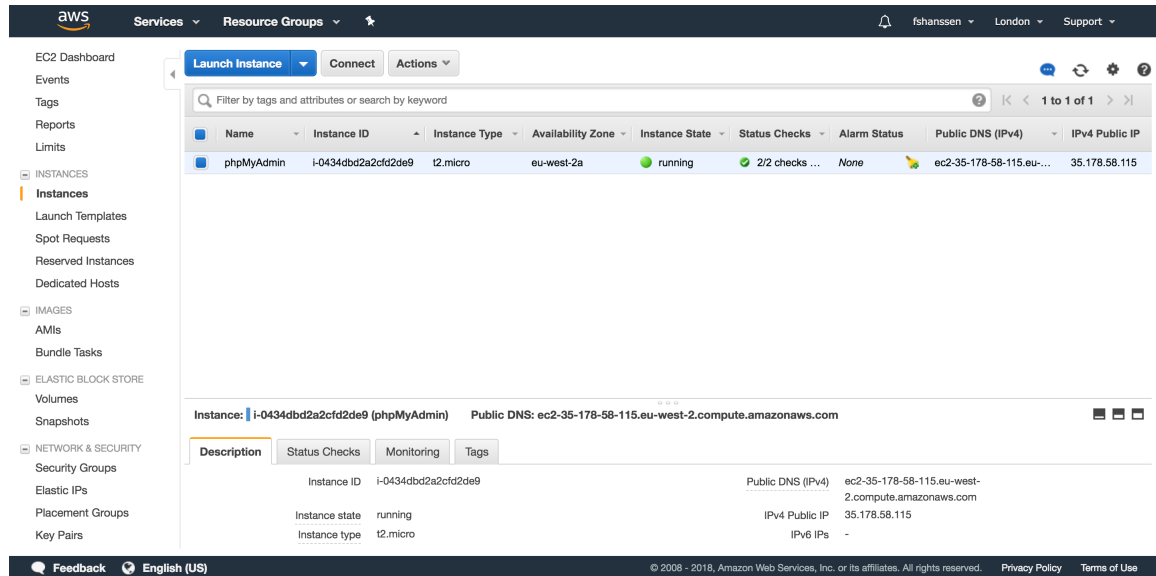 aws Services Resource Groups fshanssen London Support
EC2 Dashboard
Events
Tags
Reports
Limits
INSTANCES
Instances
Launch Templates
Spot Requests
Reserved Instances
Dedicated Hosts
IMAGES
AMIs
Bundle Tasks
ELASTIC BLOCK STORE
Volumes
Snapshots
NETWORK & SECURITY
Security Groups
Elastic IPs
Placement Groups
Key Pairs
Launch Instance Connect Actions
Filter by tags and attributes or search by keyword 1 to 1 of 1
Name Instance ID Instance Type Availability Zone Instance State Status Checks Alarm Status Public DNS (IPv4) IPv4 Public IP
phpMyAdmin i-0434dbd2a2cfd2de9 t2.micro eu-west-2a running 2/2 checks ... None ec2-35-178-58-115.eu-... 35.178.58.115
Instance: i-0434dbd2a2cfd2de9 (phpMyAdmin) Public DNS: ec2-35-178-58-115.eu-west-2.compute.amazonaws.com
Description Status Checks Monitoring Tags
Instance ID i-0434dbd2a2cfd2de9
Instance state running
Instance type t2.micro
Public DNS (IPv4) ec2-35-178-58-115.eu-west-
2.compute.amazonaws.com
IPv4 Public IP 35.178.58.115
IPv6 IPs -
Feedback English (US) © 2008 - 2018, Amazon Web Services, Inc. or its affiliates. All rights reserved. Privacy Policy Terms of Use